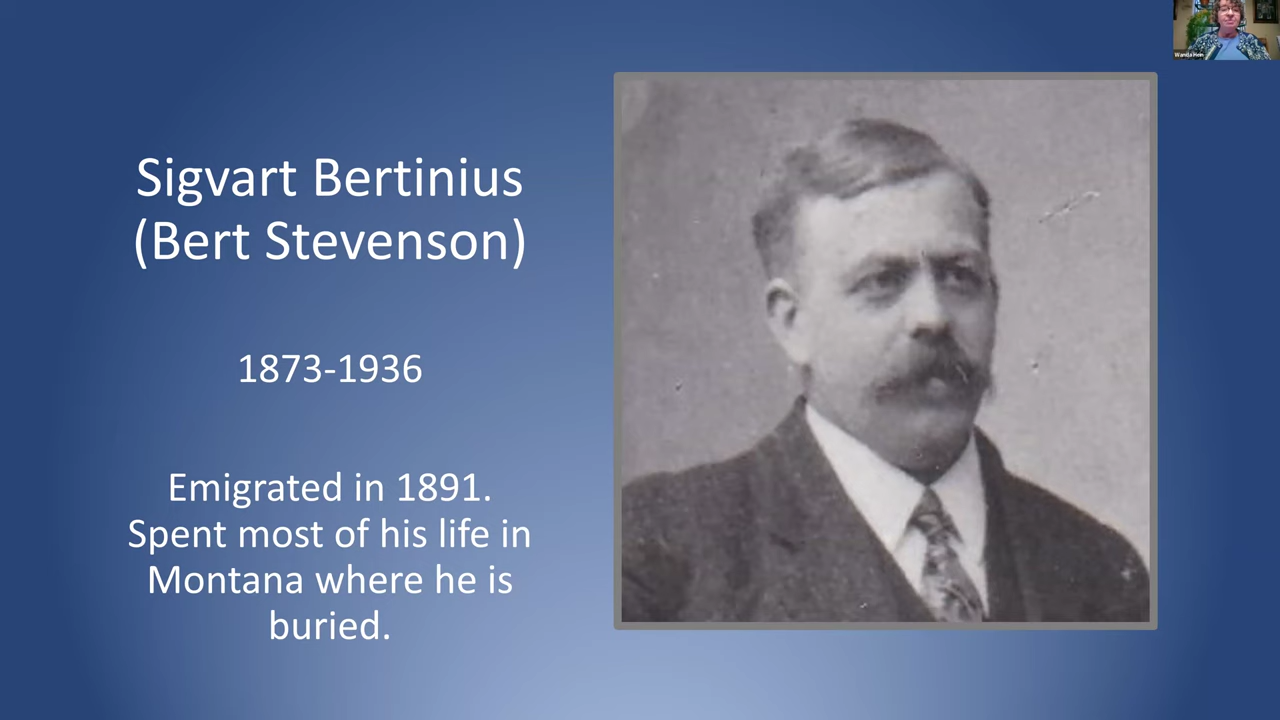 Sigvart Bertinius
(Bert Stevenson)
1873-1936
Emigrated in 1891.
Spent most of his life in
Montana where he is
buried.